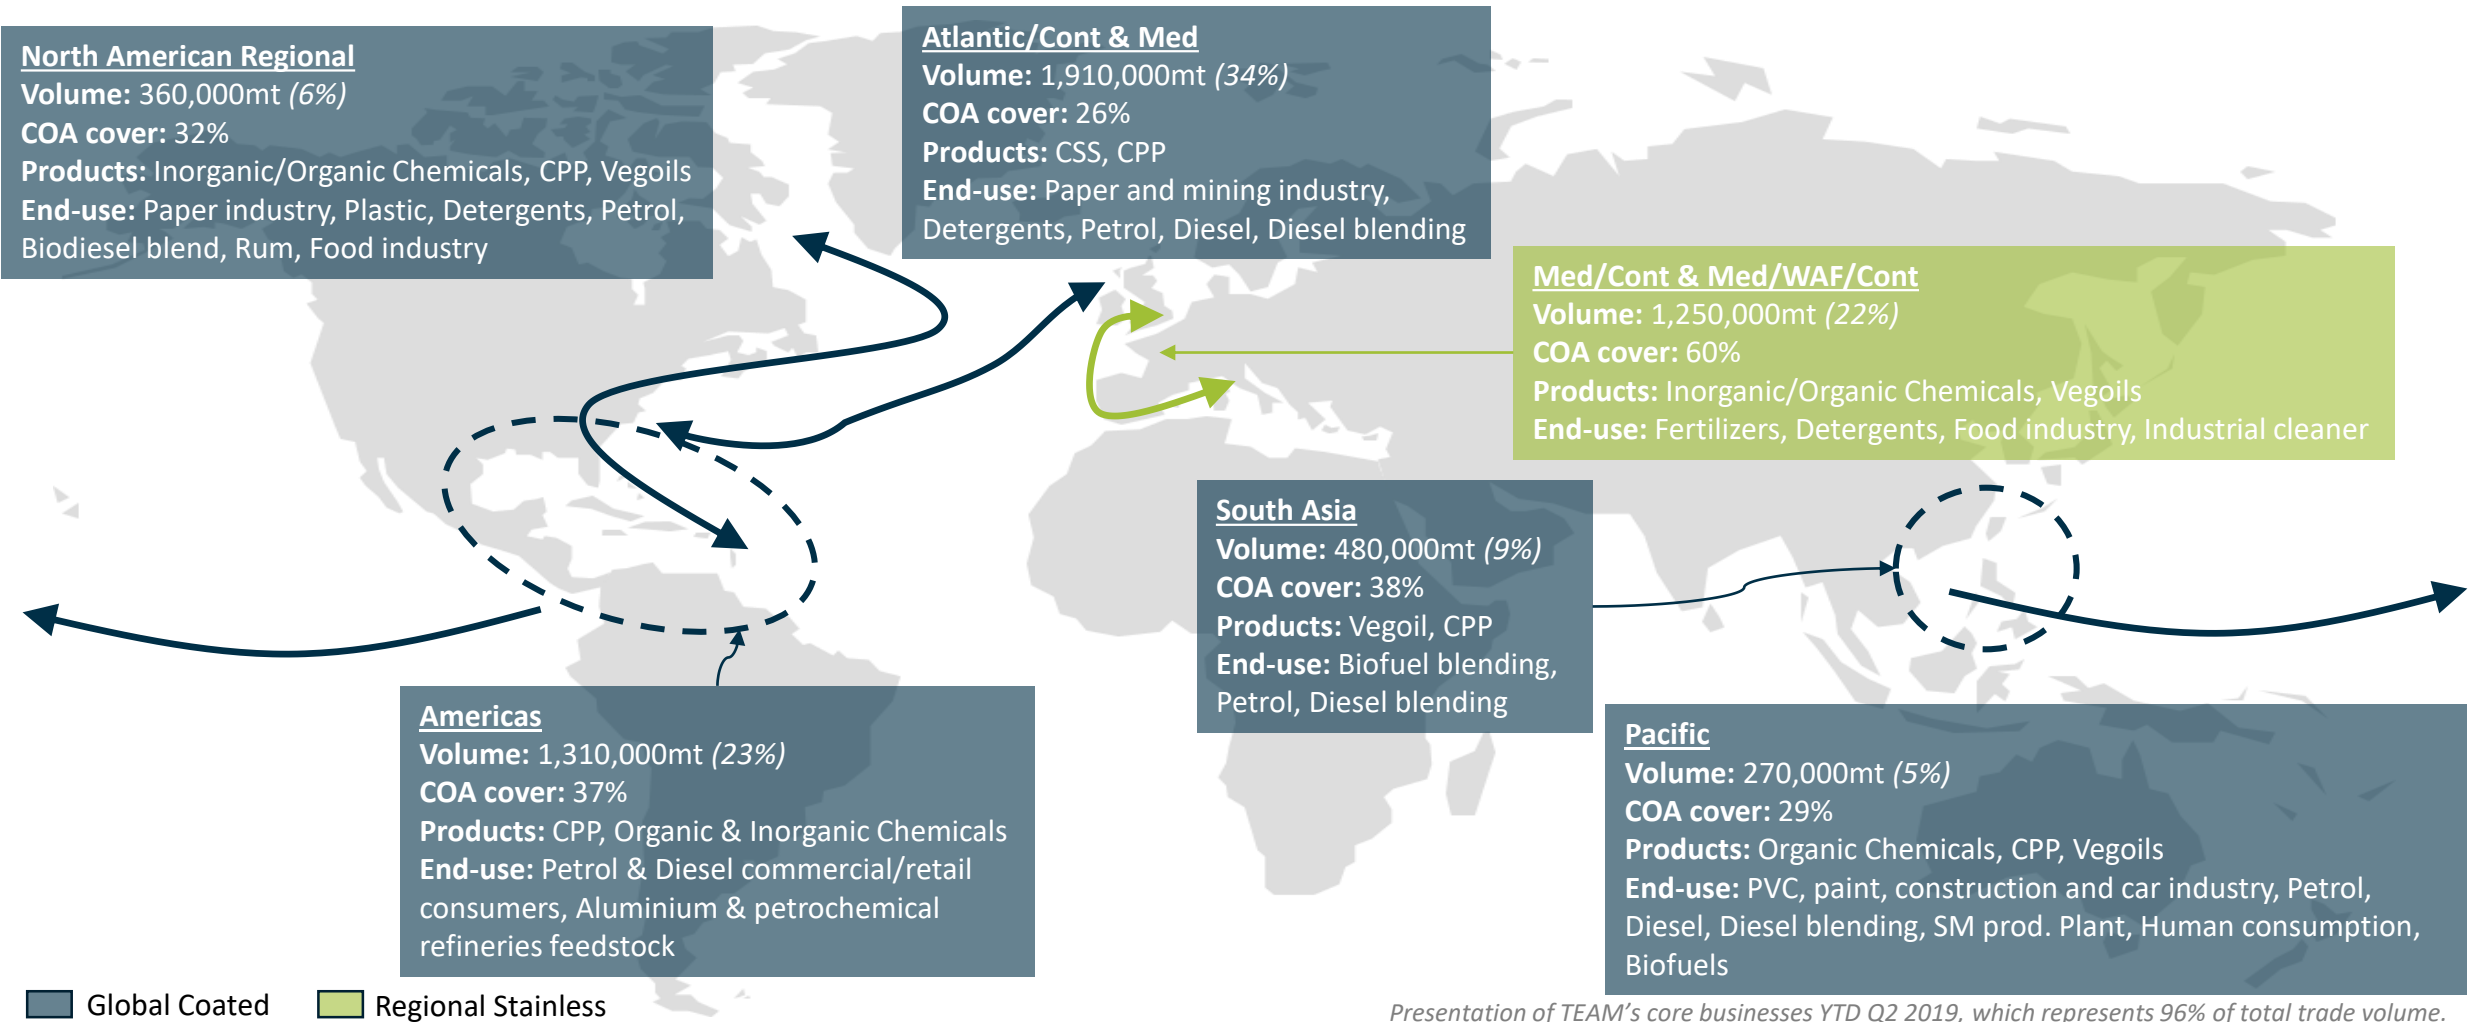 North American Regional
Volume: 360,000mt (6%)
COA cover: 32%
Products: Inorganic/Organic Chemicals, CPP, Vegoils
End-use: Paper industry, Plastic, Detergents, Petrol,
Biodiesel blend, Rum, Food industry
Atlantic/Cont & Med
Volume: 1,910,000mt (34%)
COA cover: 26%
Products: CSS, CPP
End-use: Paper and mining industry,
Detergents, Petrol, Diesel, Diesel blending
Med/Cont & Med/WAF/Cont
Volume: 1,250,000mt (22%)
COA cover: 60%
Products: Inorganic/Organic Chemicals, Vegoils
End-use: Fertilizers, Detergents, Food industry, Industrial cleaner
South Asia
Volume: 480,000mt (9%)
COA cover: 38%
Products: Vegoil, CPP
End-use: Biofuel blending,
Petrol, Diesel blending
Americas
Volume: 1,310,000mt (23%)
COA cover: 37%
Products: CPP, Organic & Inorganic Chemicals
End-use: Petrol & Diesel commercial/retail
consumers, Aluminium & petrochemical
refineries feedstock
Pacific
Volume: 270,000mt (5%)
COA cover: 29%
Products: Organic Chemicals, CPP, Vegoils
End-use: PVC, paint, construction and car industry, Petrol,
Diesel, Diesel blending, SM prod. Plant, Human consumption,
Biofuels
Global Coated
Regional Stainless
Presentation of TEAM's core businesses YTD Q2 2019, which represents 96% of total trade volume.